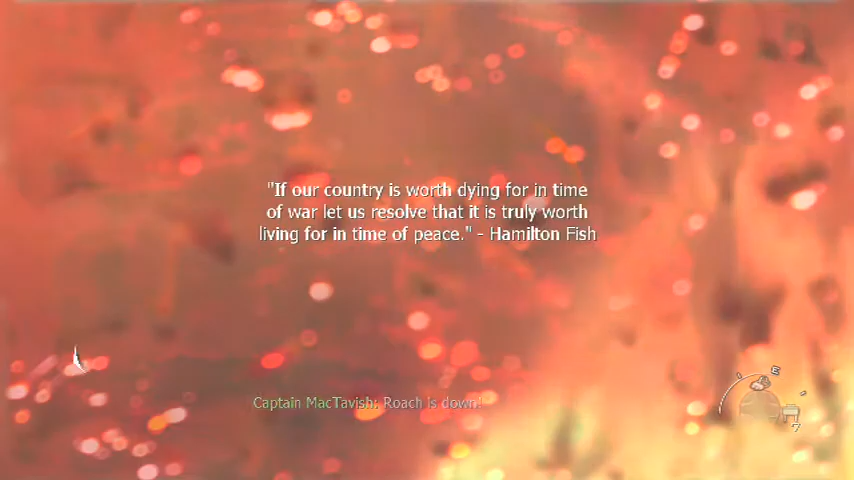 "If our country is worth dying for in time
of war let us resolve that it is truly worth
living for in time of peace." - Hamilton Fish
Captain MacTavish: Roach is down!
E
7